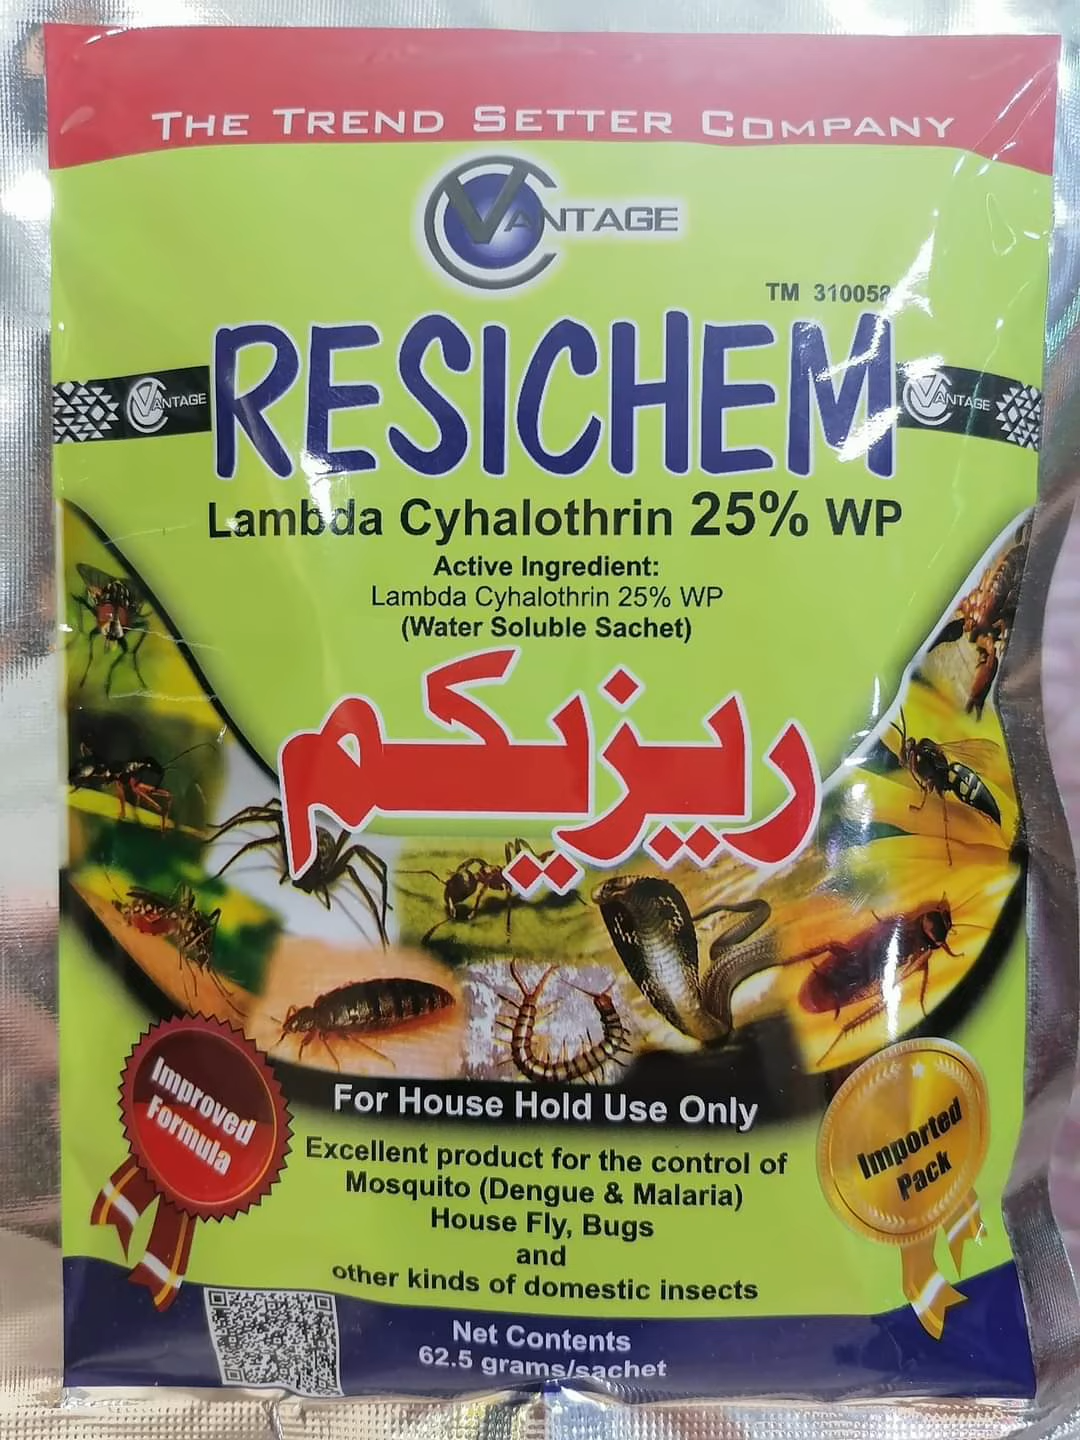 THE TREND SETTER COMPANY
VANTAGE
TM 310058
RESICHEM
VANTAGE
VANTAGE
Lambda Cyhalothrin 25% WP
Active Ingredient:
Lambda Cyhalothrin 25% WP
(Water Soluble Sachet)
ریزیکم
For House Hold Use Only
Improved
Formula
Imported
Pack
Excellent product for the control of
Mosquito (Dengue & Malaria)
House Fly, Bugs
and
other kinds of domestic insects
Net Contents
62.5 grams/sachet